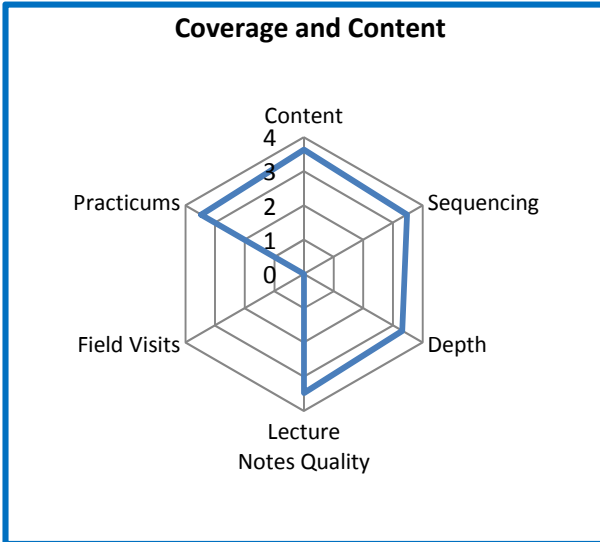 Coverage and Content
Content
4
3
2
1
0
Sequencing
Practicums
Field Visits
Depth
Lecture
Notes Quality